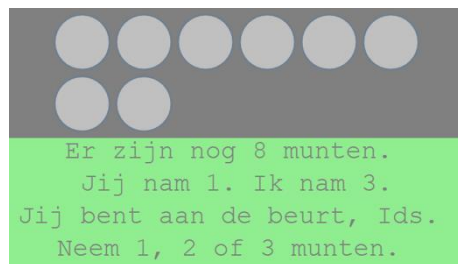 Er zijn nog 8 munten.
Jij nam 1. Ik nam 3.
Jij bent aan de beurt, Ids.
Neem 1, 2 of 3 munten.